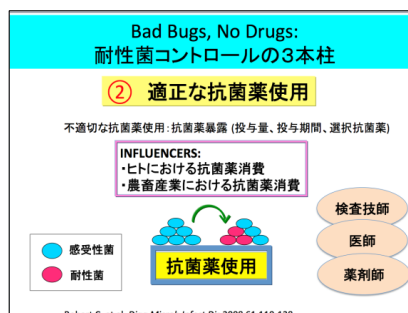 Bad Bugs, No Drugs:
耐性菌コントロールの３本柱
② 適正な抗菌薬使用
不適切な抗菌薬使用：抗菌薬暴露 (投与量、投与期間、選択抗菌薬)
INFLUENCERS:
・ヒトにおける抗菌薬消費
・農畜産業における抗菌薬消費
検査技師
医師
薬剤師
感受性菌
耐性菌
抗菌薬使用